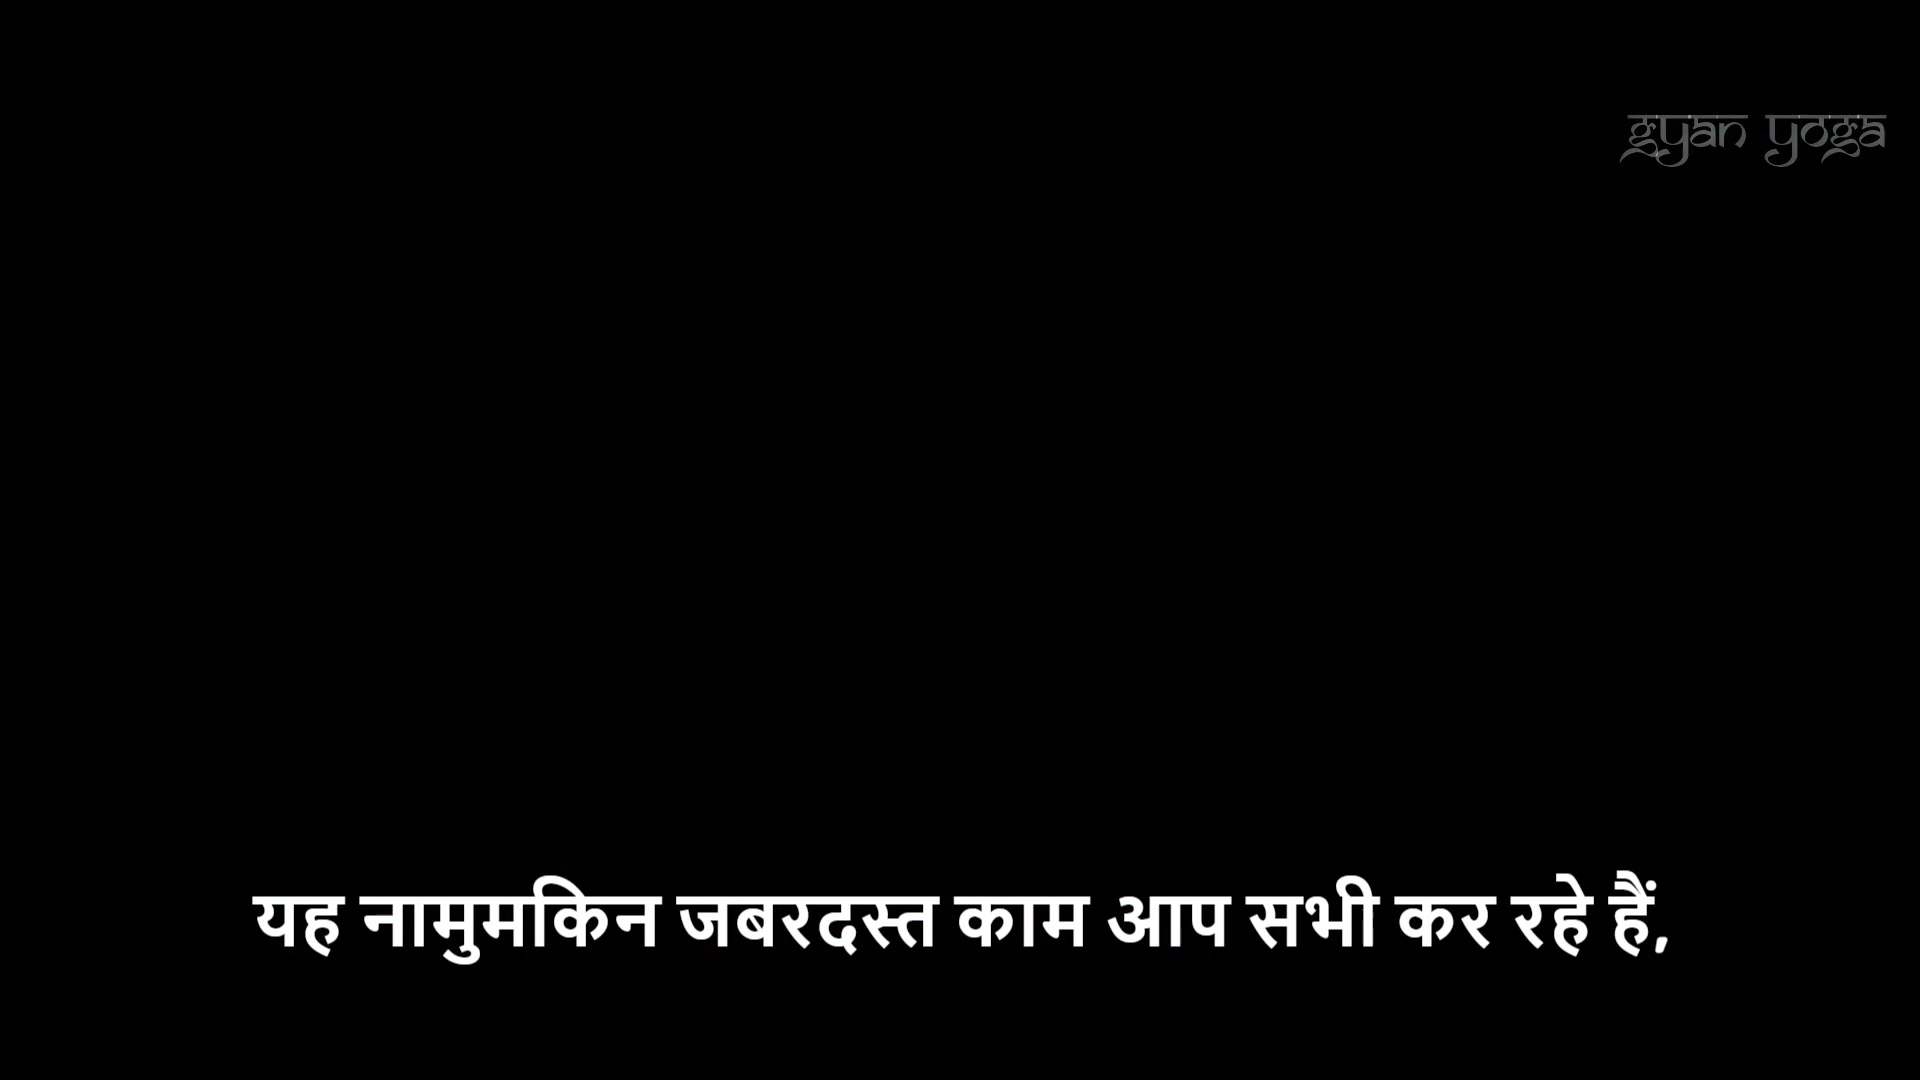 gyan yoga
यह नामुमकिन जबरदस्त काम आप सभी कर रहे हैं,